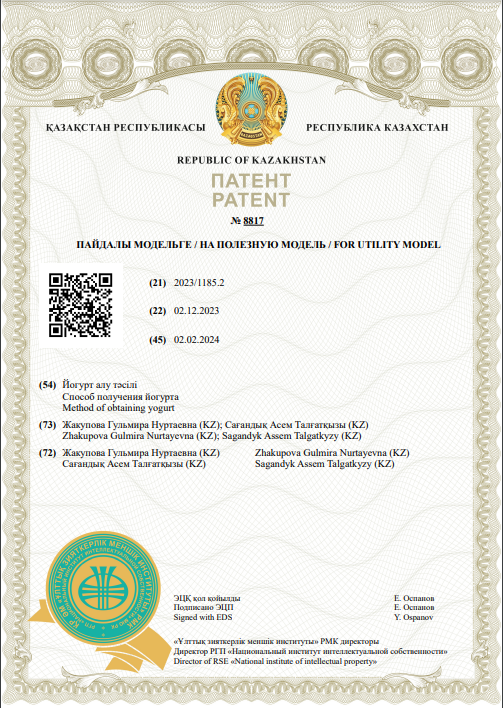 ҚАЗАҚСТАН РЕСПУБЛИКАСЫ
РЕСПУБЛИКА КАЗАХСТАН
REPUBLIC OF KAZAKHSTAN
ПАТЕНТ
PATENT
№ 8817
ПАЙДАЛЫ МОДЕЛЬГЕ / НА ПОЛЕЗНУЮ МОДЕЛЬ / FOR UTILITY MODEL
(21) 2023/1185.2
(22) 02.12.2023
(45) 02.02.2024
(54) Йогурт алу тәсілі
Способ получения йогурта
Method of obtaining yogurt
(73) Жакупова Гульмира Нуртаевна (KZ); Сағандық Асем Талғатқызы (KZ)
Zhakupova Gulmira Nurtayevna (KZ); Sagandyk Assem Talgatkyzy (KZ)
(72) Жакупова Гульмира Нуртаевна (KZ) Zhakupova Gulmira Nurtayevna (KZ)
Сағандық Асем Талғатқызы (KZ) Sagandyk Assem Talgatkyzy (KZ)
ЭЦҚ қол қойылды Е. Оспанов
Подписано ЭЦП Е. Оспанов
Signed with EDS Y. Ospanov
«Ұлттық зияткерлік меншік институты» РМК директоры
Директор РГП «Национальный институт интеллектуальной собственности»
Director of RSE «National institute of intellectual property»